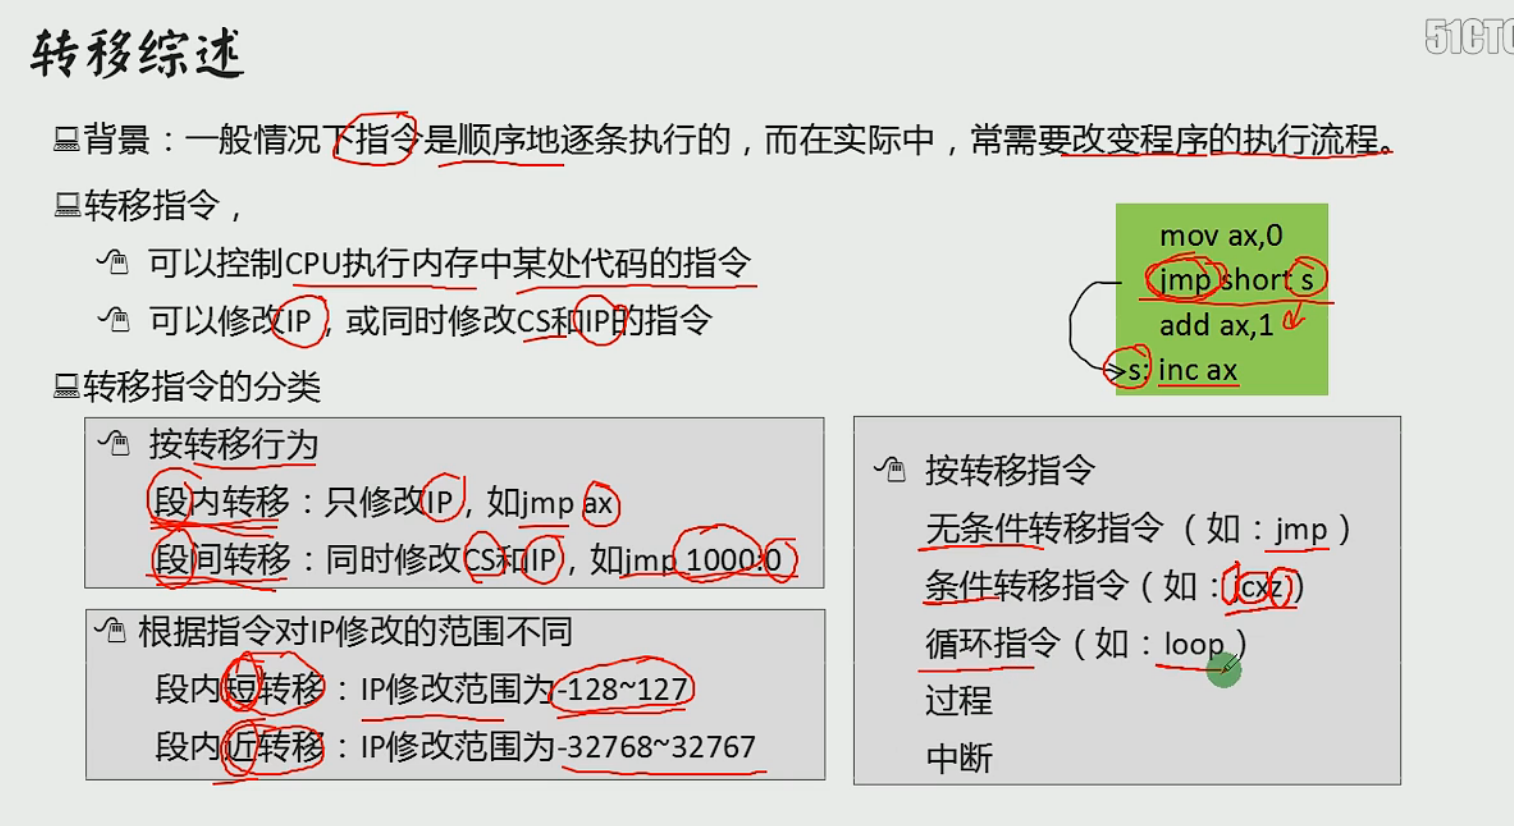 转移综述
51CTO
背景：一般情况下指令是顺序地逐条执行的，而在实际中，常需要改变程序的执行流程。
转移指令，
可以控制CPU执行内存中某处代码的指令
可以修改IP，或同时修改CS和IP的指令
mov ax,0
jmp short s
add ax,1
s: inc ax
转移指令的分类
按转移行为
段内转移：只修改IP，如jmp ax
段间转移：同时修改CS和IP，如jmp 1000:0
根据指令对IP修改的范围不同
段内短转移：IP修改范围为-128~127
段内近转移：IP修改范围为-32768~32767
按转移指令
无条件转移指令（如：jmp）
条件转移指令（如：jcxz）
循环指令（如：loop）
过程
中断